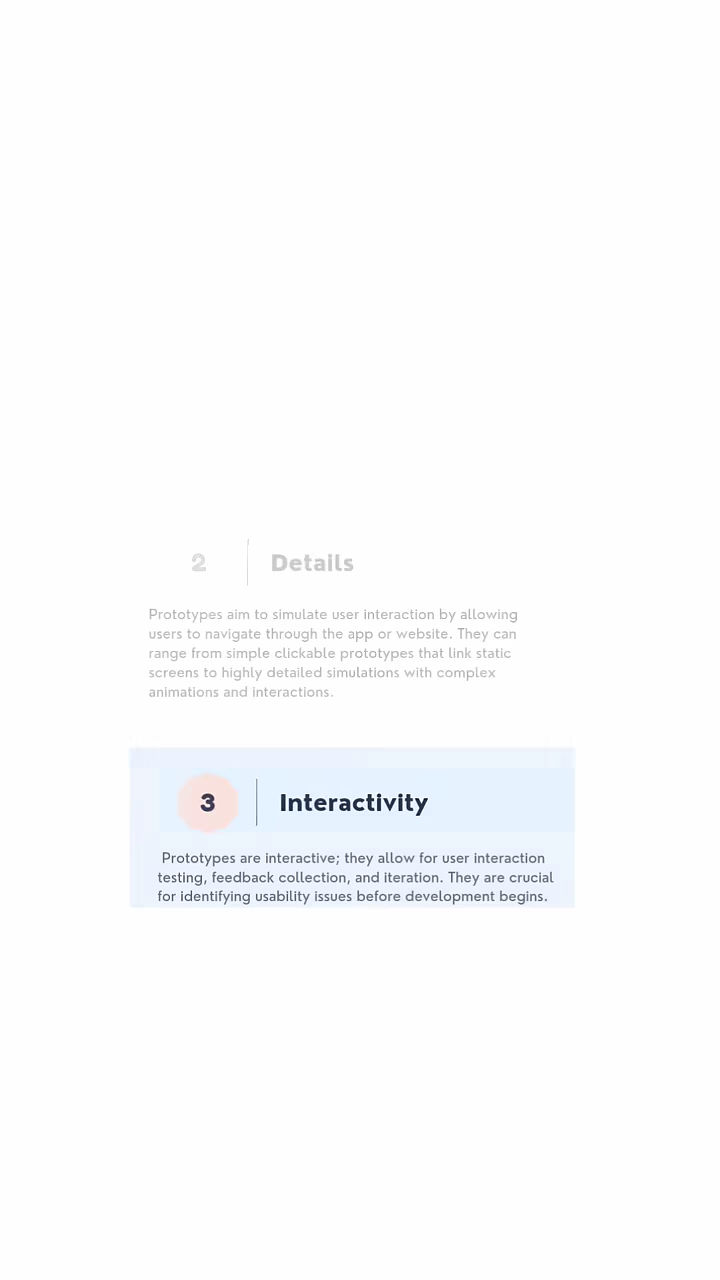 2
Details
Prototypes aim to simulate user interaction by allowing
users to navigate through the app or website. They can
range from simple clickable prototypes that link static
screens to highly detailed simulations with complex
animations and interactions.
3
Interactivity
Prototypes are interactive; they allow for user interaction
testing, feedback collection, and iteration. They are crucial
for identifying usability issues before development begins.